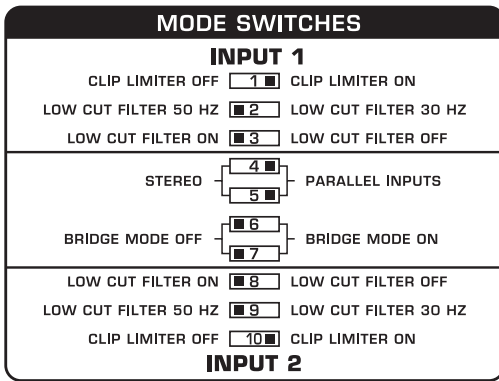 MODE SWITCHES
INPUT 1
CLIP LIMITER OFF 1 CLIP LIMITER ON
LOW CUT FILTER 50 HZ 2 LOW CUT FILTER 30 HZ
LOW CUT FILTER ON 3 LOW CUT FILTER OFF
4
STEREO PARALLEL INPUTS
5
6
BRIDGE MODE OFF BRIDGE MODE ON
7
LOW CUT FILTER ON 8 LOW CUT FILTER OFF
LOW CUT FILTER 50 HZ 9 LOW CUT FILTER 30 HZ
CLIP LIMITER OFF 10 CLIP LIMITER ON
INPUT 2